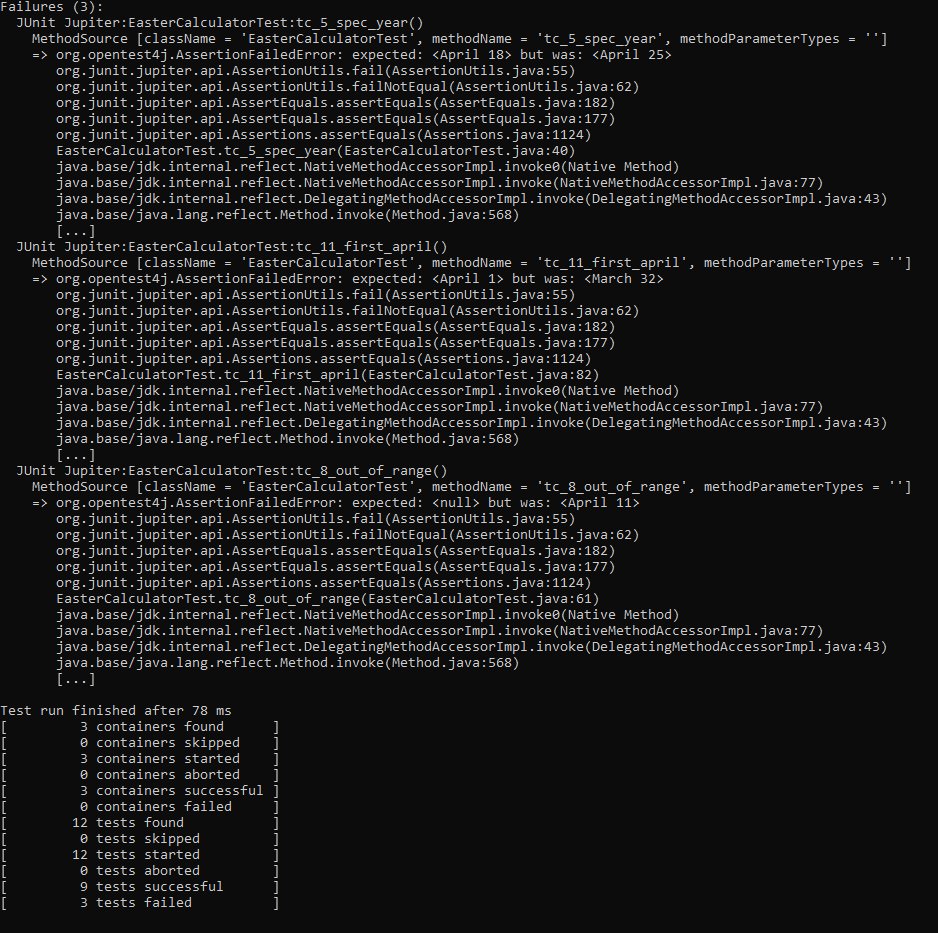 Failures (3):
JUnit Jupiter:EasterCalculatorTest:tc_5_spec_year()
MethodSource [className = 'EasterCalculatorTest', methodName = 'tc_5_spec_year', methodParameterTypes = '']
=> org.opentest4j.AssertionFailedError: expected: <April 18> but was: <April 25>
org.junit.jupiter.api.AssertionUtils.fail(AssertionUtils.java:55)
org.junit.jupiter.api.AssertionUtils.failNotEqual(AssertionUtils.java:62)
org.junit.jupiter.api.AssertEquals.assertEquals(AssertEquals.java:182)
org.junit.jupiter.api.AssertEquals.assertEquals(AssertEquals.java:177)
org.junit.jupiter.api.Assertions.assertEquals(Assertions.java:1124)
EasterCalculatorTest.tc_5_spec_year(EasterCalculatorTest.java:40)
java.base/jdk.internal.reflect.NativeMethodAccessorImpl.invoke0(Native Method)
java.base/jdk.internal.reflect.NativeMethodAccessorImpl.invoke(NativeMethodAccessorImpl.java:77)
java.base/jdk.internal.reflect.DelegatingMethodAccessorImpl.invoke(DelegatingMethodAccessorImpl.java:43)
java.base/java.lang.reflect.Method.invoke(Method.java:568)
[...]
JUnit Jupiter:EasterCalculatorTest:tc_11_first_april()
MethodSource [className = 'EasterCalculatorTest', methodName = 'tc_11_first_april', methodParameterTypes = '']
=> org.opentest4j.AssertionFailedError: expected: <April 1> but was: <March 32>
org.junit.jupiter.api.AssertionUtils.fail(AssertionUtils.java:55)
org.junit.jupiter.api.AssertionUtils.failNotEqual(AssertionUtils.java:62)
org.junit.jupiter.api.AssertEquals.assertEquals(AssertEquals.java:182)
org.junit.jupiter.api.AssertEquals.assertEquals(AssertEquals.java:177)
org.junit.jupiter.api.Assertions.assertEquals(Assertions.java:1124)
EasterCalculatorTest.tc_11_first_april(EasterCalculatorTest.java:82)
java.base/jdk.internal.reflect.NativeMethodAccessorImpl.invoke0(Native Method)
java.base/jdk.internal.reflect.NativeMethodAccessorImpl.invoke(NativeMethodAccessorImpl.java:77)
java.base/jdk.internal.reflect.DelegatingMethodAccessorImpl.invoke(DelegatingMethodAccessorImpl.java:43)
java.base/java.lang.reflect.Method.invoke(Method.java:568)
[...]
JUnit Jupiter:EasterCalculatorTest:tc_8_out_of_range()
MethodSource [className = 'EasterCalculatorTest', methodName = 'tc_8_out_of_range', methodParameterTypes = '']
=> org.opentest4j.AssertionFailedError: expected: <null> but was: <April 11>
org.junit.jupiter.api.AssertionUtils.fail(AssertionUtils.java:55)
org.junit.jupiter.api.AssertionUtils.failNotEqual(AssertionUtils.java:62)
org.junit.jupiter.api.AssertEquals.assertEquals(AssertEquals.java:182)
org.junit.jupiter.api.AssertEquals.assertEquals(AssertEquals.java:177)
org.junit.jupiter.api.Assertions.assertEquals(Assertions.java:1124)
EasterCalculatorTest.tc_8_out_of_range(EasterCalculatorTest.java:61)
java.base/jdk.internal.reflect.NativeMethodAccessorImpl.invoke0(Native Method)
java.base/jdk.internal.reflect.NativeMethodAccessorImpl.invoke(NativeMethodAccessorImpl.java:77)
java.base/jdk.internal.reflect.DelegatingMethodAccessorImpl.invoke(DelegatingMethodAccessorImpl.java:43)
java.base/java.lang.reflect.Method.invoke(Method.java:568)
[...]
Test run finished after 78 ms
[ 3 containers found ]
[ 0 containers skipped ]
[ 3 containers started ]
[ 0 containers aborted ]
[ 3 containers successful ]
[ 0 containers failed ]
[ 12 tests found ]
[ 0 tests skipped ]
[ 12 tests started ]
[ 0 tests aborted ]
[ 9 tests successful ]
[ 3 tests failed ]